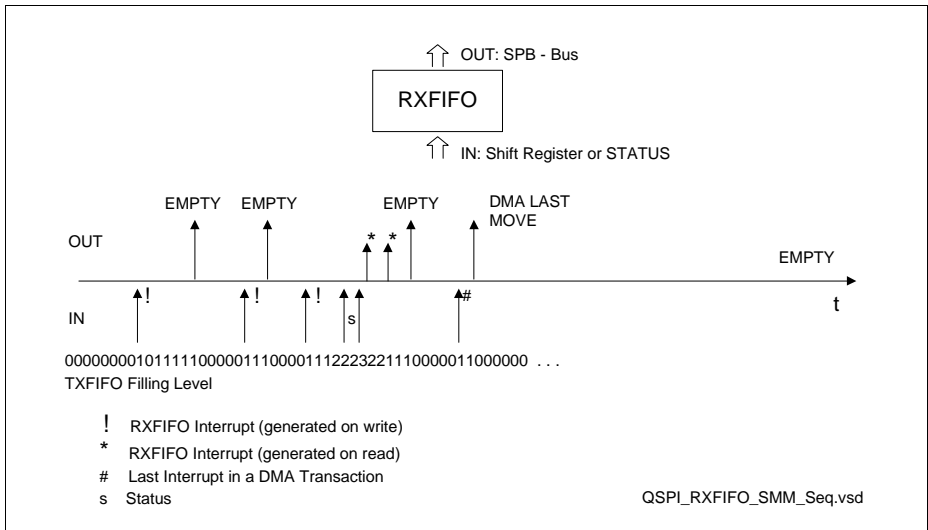 OUT: SPB - Bus
RXFIFO
IN: Shift Register or STATUS
EMPTY EMPTY EMPTY DMA LAST
MOVE
* *
OUT
EMPTY
! ! ! #
t
IN
s
0000000010111110000011100001112223221110000011000000 . . .
TXFIFO Filling Level
! RXFIFO Interrupt (generated on write)
* RXFIFO Interrupt (generated on read)
# Last Interrupt in a DMA Transaction
s Status
QSPI_RXFIFO_SMM_Seq.vsd